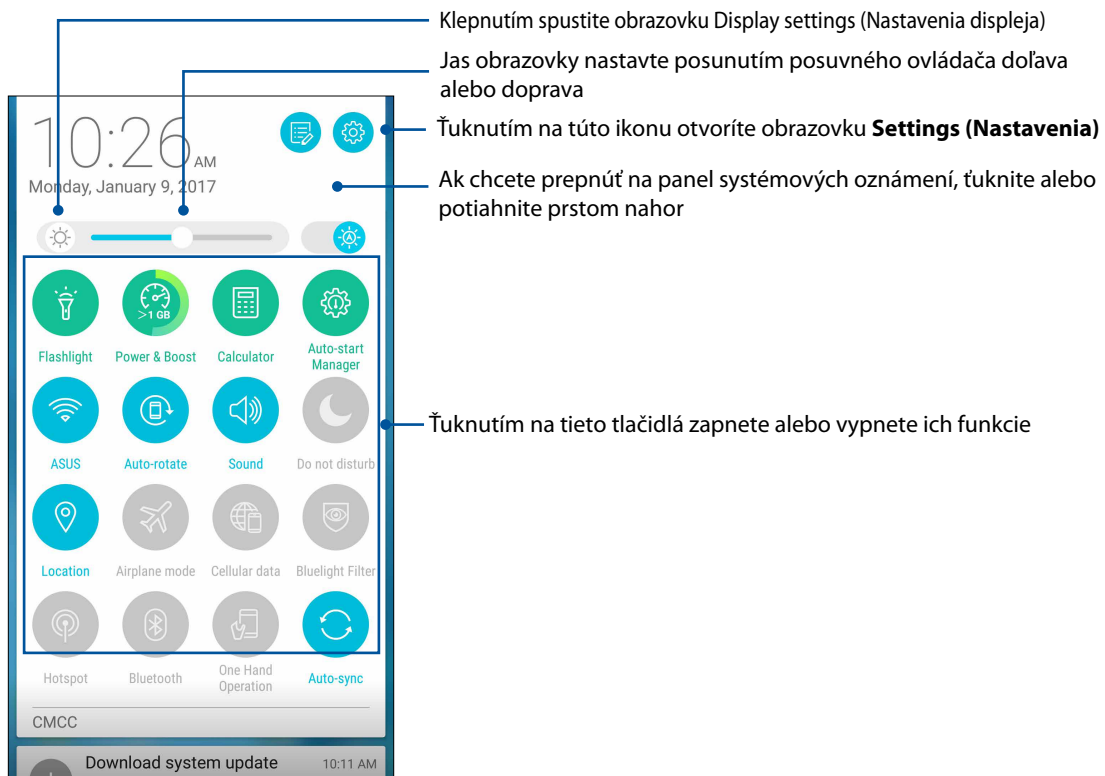 Klepnutím spustite obrazovku Display settings (Nastavenia displeja)
Jas obrazovky nastavte posunutím posuvného ovládača doľava
alebo doprava
Ťuknutím na túto ikonu otvoríte obrazovku Settings (Nastavenia)
Ak chcete prepnúť na panel systémových oznámení, ťuknite alebo
potiahnite prstom nahor
Ťuknutím na tieto tlačidlá zapnete alebo vypnete ich funkcie
10:26 AM
Monday, January 9, 2017
A
>1 GB
Flashlight
Power & Boost
Calculator
Auto-start
Manager
ASUS
Auto-rotate
Sound
Do not disturb
Location
Airplane mode
Cellular data
Bluelight Filter
Hotspot
Bluetooth
One Hand
Operation
Auto-sync
CMCC
Download system update 10:11 AM